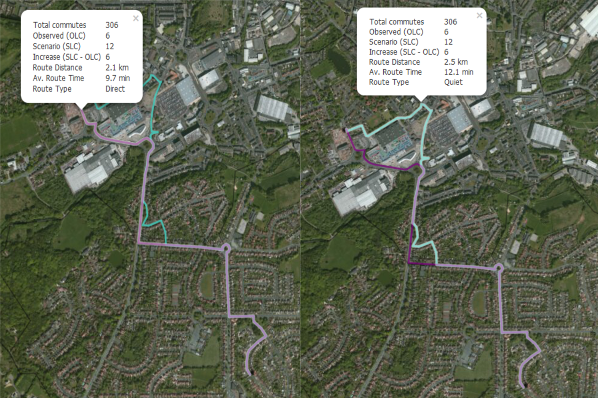 Total commutes 306
Observed (OLC) 6
Scenario (SLC) 12
Increase (SLC - OLC) 6
Route Distance 2.1 km
Av. Route Time 9.7 min
Route Type Direct
Total commutes 306
Observed (OLC) 6
Scenario (SLC) 12
Increase (SLC - OLC) 6
Route Distance 2.5 km
Av. Route Time 12.1 min
Route Type Quiet